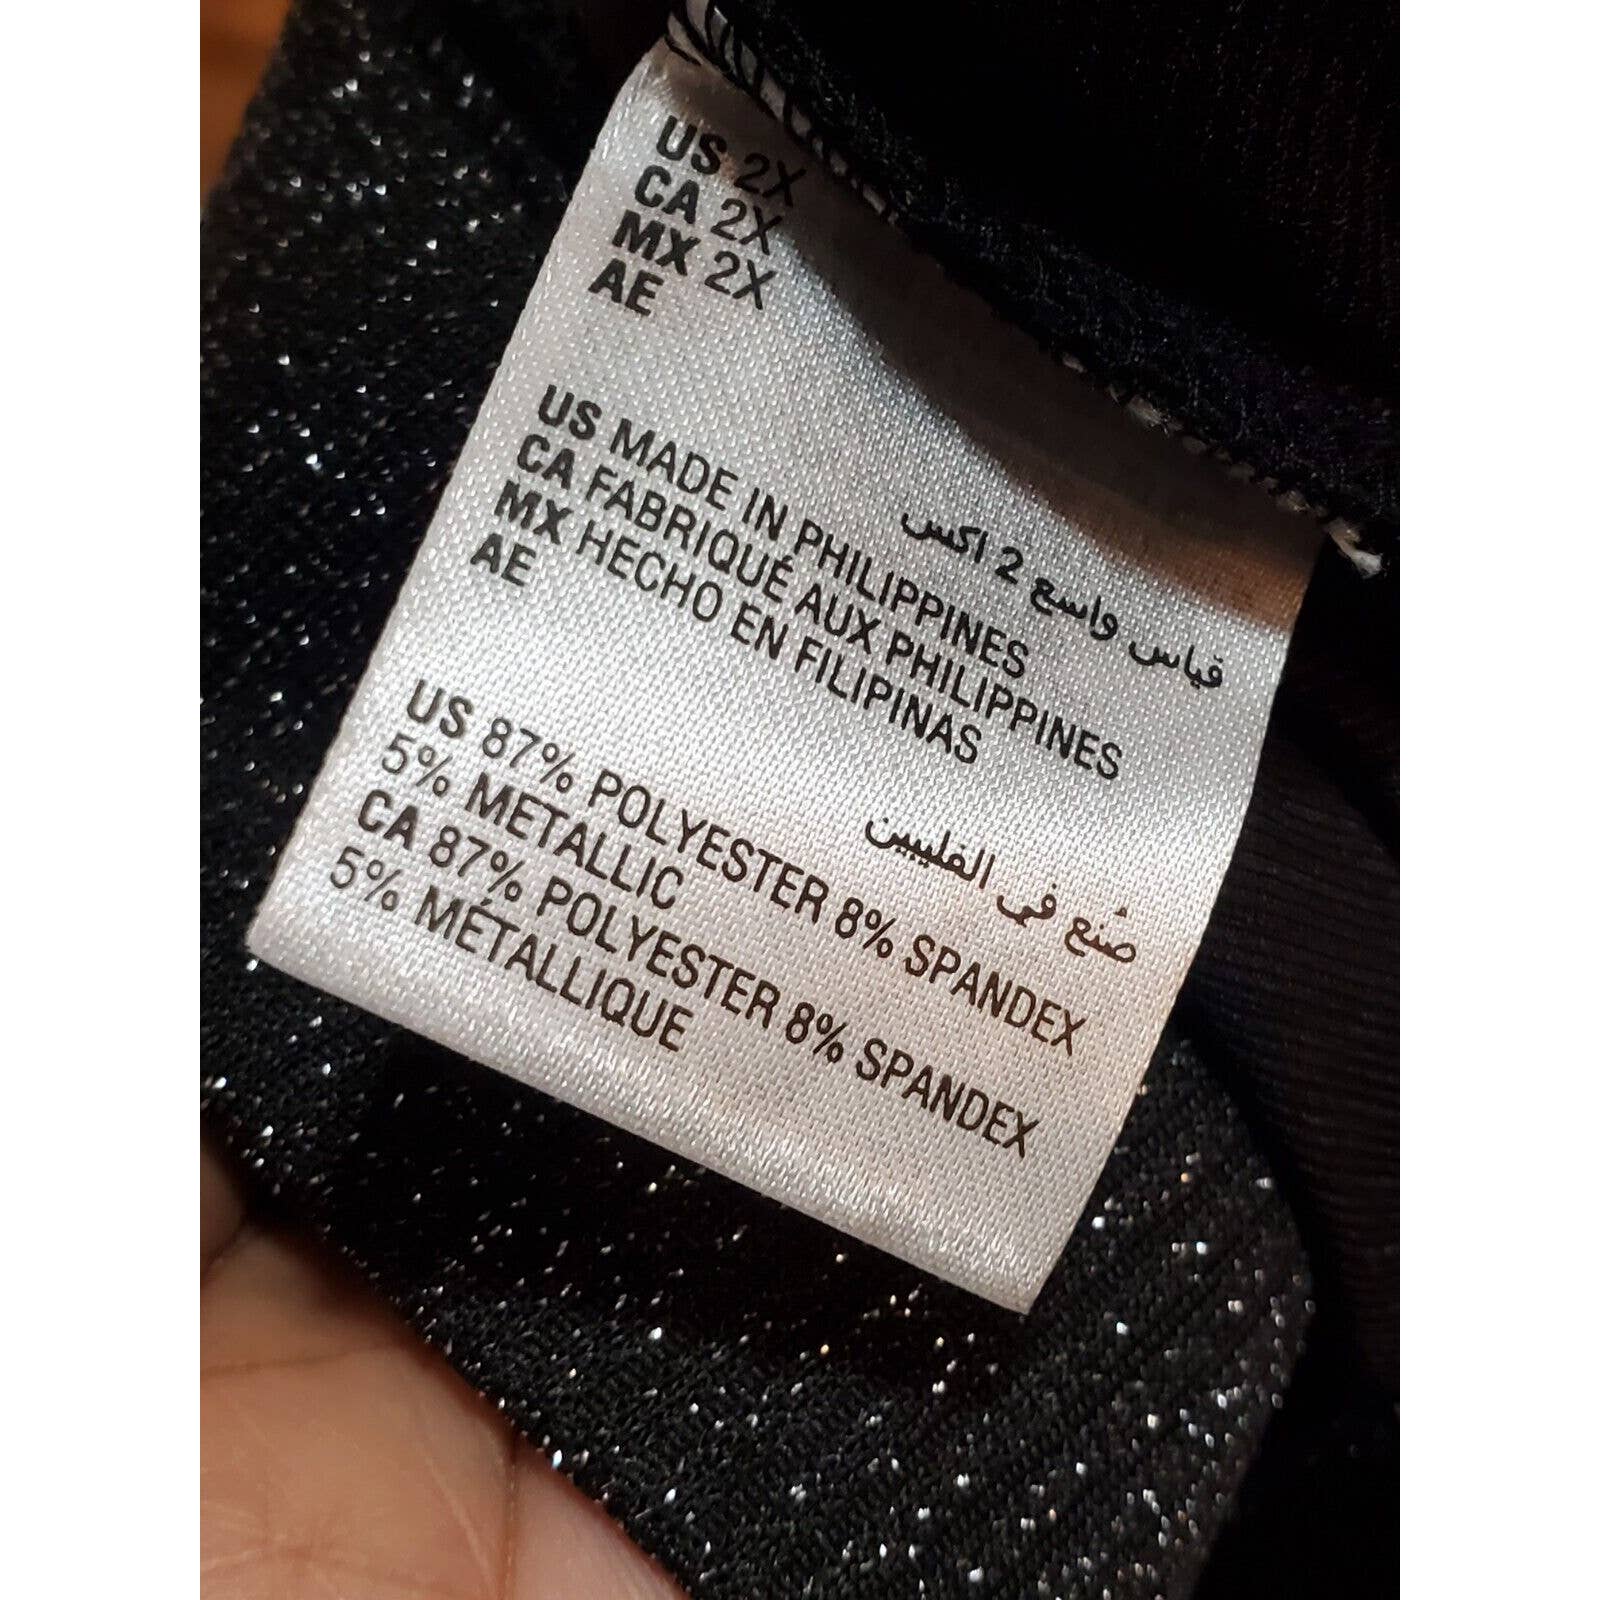 US 2X
CA 2X
MX 2X
AE
قياس واسع 2 اكس
US MADE IN PHILIPPINES
CA FABRIQUÉ AUX PHILIPPINES
MX HECHO EN FILIPINAS
AE
صُنع في الفليبين
US 87% POLYESTER 8% SPANDEX
5% METALLIC
CA 87% POLYESTER 8% SPANDEX
5% MÉTALLIQUE